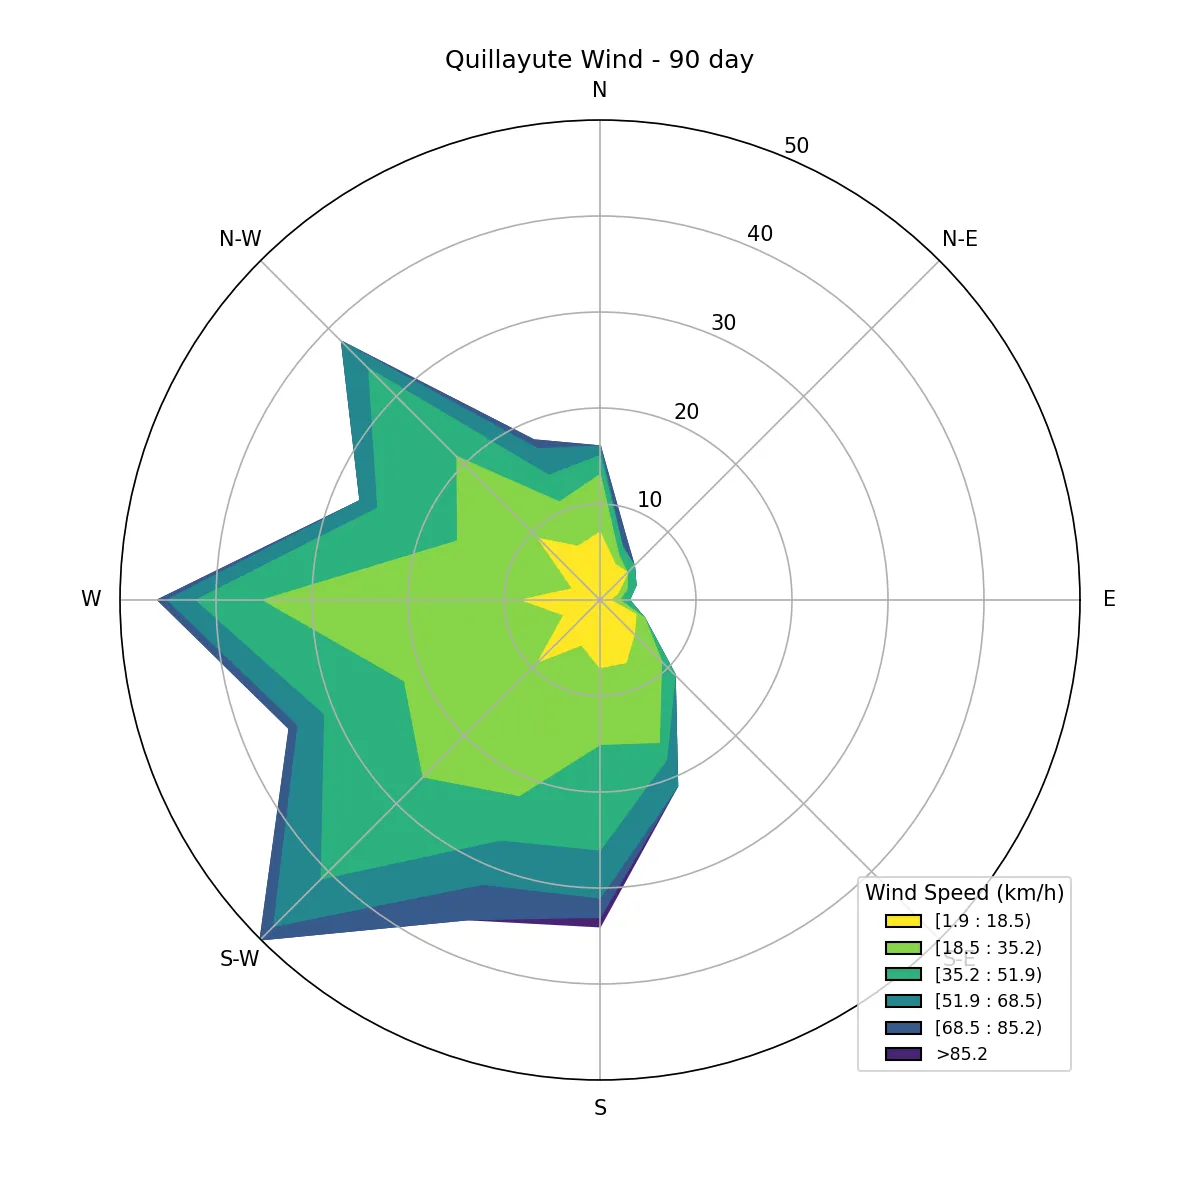 Quillayute Wind - 90 day
N
50
N-W
40
N-E
30
20
10
W
E
Wind Speed (km/h)
[1.9 : 18.5)
[18.5 : 35.2)
S-W
S-E
[35.2 : 51.9)
[51.9 : 68.5)
[68.5 : 85.2)
>85.2
S